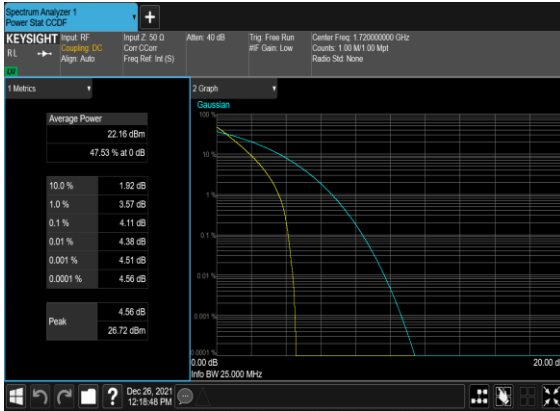 Spectrum Analyzer 1
Power Stat CCDF
+
KEYSIGHT
RL
Input: RF
Coupling: DC
Align: Auto
Input Z: 50 Ω
Corr CCorr
Freq Ref: Int (S)
Atten: 40 dB
Trig: Free Run
#IF Gain: Low
Center Freq: 1.720000000 GHz
Counts: 1.00 M/1.00 Mpt
Radio Std: None
1 Metrics
Average Power
22.16 dBm
47.53 % at 0 dB
10.0 % 1.92 dB
1.0 % 3.57 dB
0.1 % 4.11 dB
0.01 % 4.38 dB
0.001 % 4.51 dB
0.0001 % 4.56 dB
Peak
4.56 dB
26.72 dBm
2 Graph
Gaussian
100 %
10 %
1 %
0.1 %
0.01 %
0.001 %
0.0001 %
0.00 dB
20.00 d
Info BW 25.000 MHz
?
Dec 26, 2021
12:18:48 PM